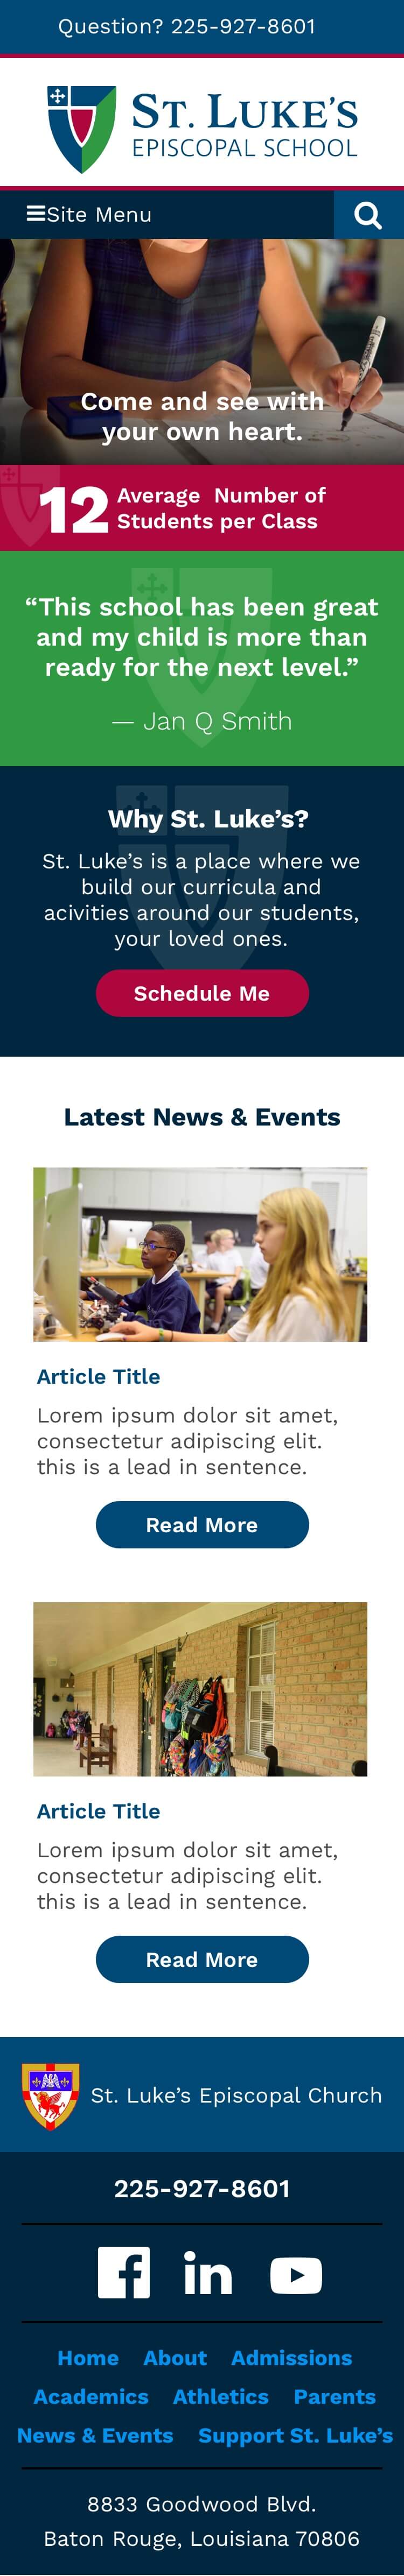 Question? 225-927-8601
ST. LUKE'S
EPISCOPAL SCHOOL
Site Menu
Come and see with
your own heart.
12 Average Number of
Students per Class
“This school has been great
and my child is more than
ready for the next level.”
— Jan Q Smith
Why St. Luke’s?
St. Luke’s is a place where we
build our curricula and
acivities around our students,
your loved ones.
Schedule Me
Latest News & Events
Article Title
Lorem ipsum dolor sit amet,
consectetur adipiscing elit.
this is a lead in sentence.
Read More
Article Title
Lorem ipsum dolor sit amet,
consectetur adipiscing elit.
this is a lead in sentence.
Read More
St. Luke’s Episcopal Church
225-927-8601
in
Home About Admissions
Academics Athletics Parents
News & Events Support St. Luke’s
8833 Goodwood Blvd.
Baton Rouge, Louisiana 70806